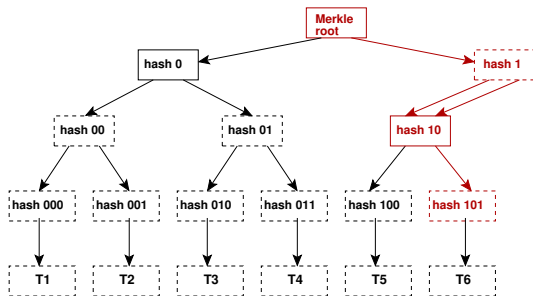 Merkle
root
hash 0
hash 1
hash 00
hash 01
hash 10
hash 000
hash 001
hash 010
hash 011
hash 100
hash 101
T1
T2
T3
T4
T5
T6